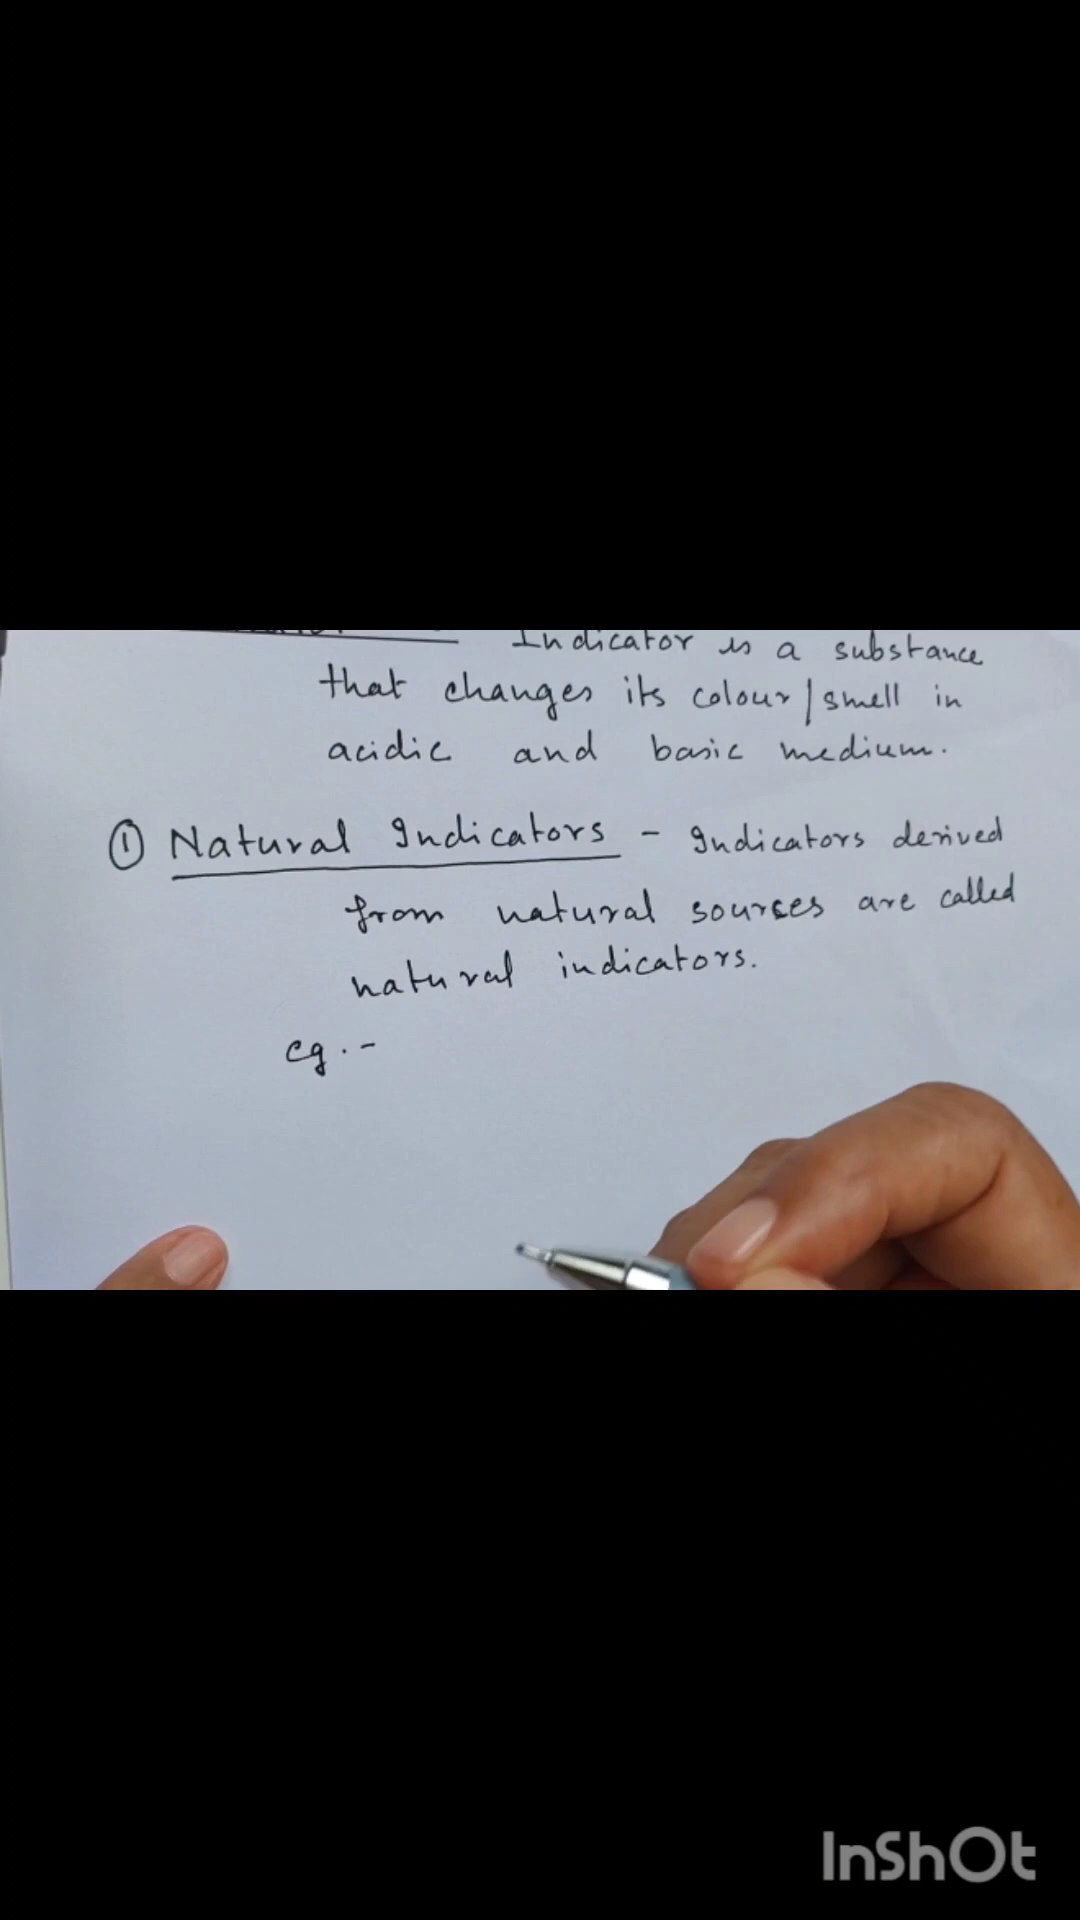 Indicator is a substance
that changes its colour/smell in
acidic and basic medium.
① Natural Indicators - Indicators derived
from natural sources are called
natural indicators.
eg. -
InShOt